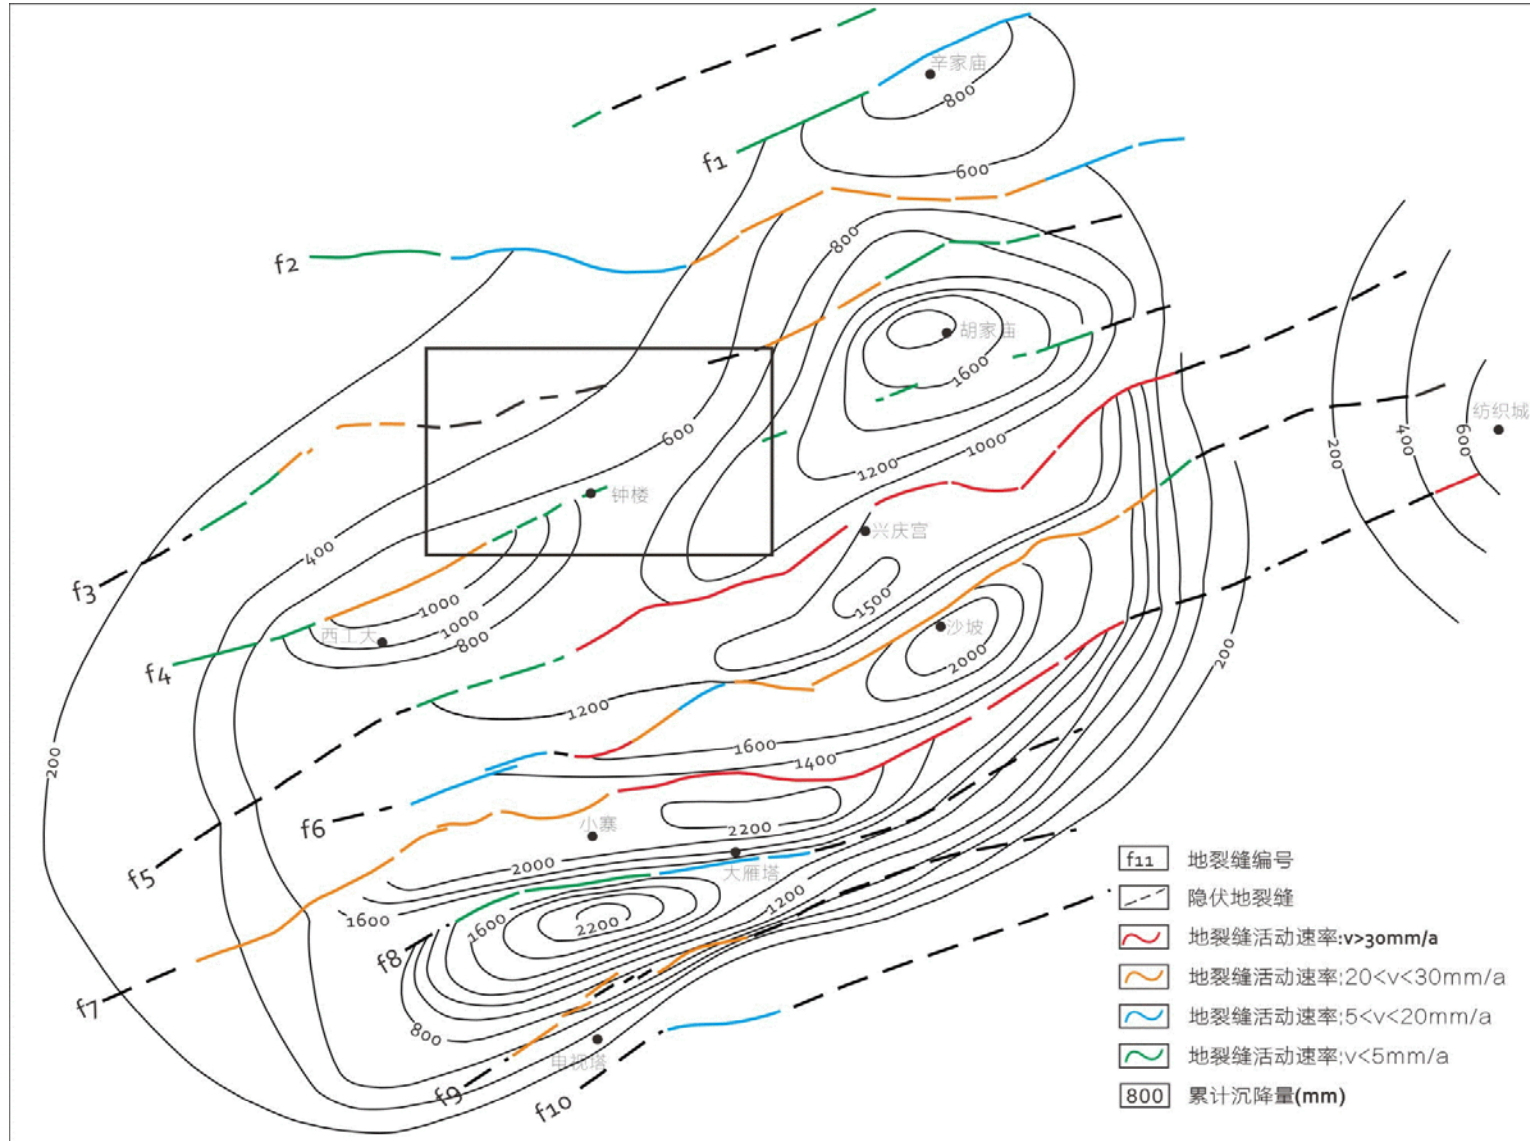 辛家庙
800
f1
600
f2
800
胡家庙
1600
纺织城
600
1000
200
400
600
1200
钟楼
兴庆宫
400
f3
1000
1500
1000
西工大
800
沙坡
2000
200
f4
1200
1600
1400
200
f6
小寨
2200
2000
大雁塔
f5
1600
1600
2200
1200
f8
f7
800
电视塔
f9
f10
f11 地裂缝编号
隐伏地裂缝
地裂缝活动速率:v>30mm/a
地裂缝活动速率;20<v<30mm/a
地裂缝活动速率;5<v<20mm/a
地裂缝活动速率;v<5mm/a
800 累计沉降量(mm)